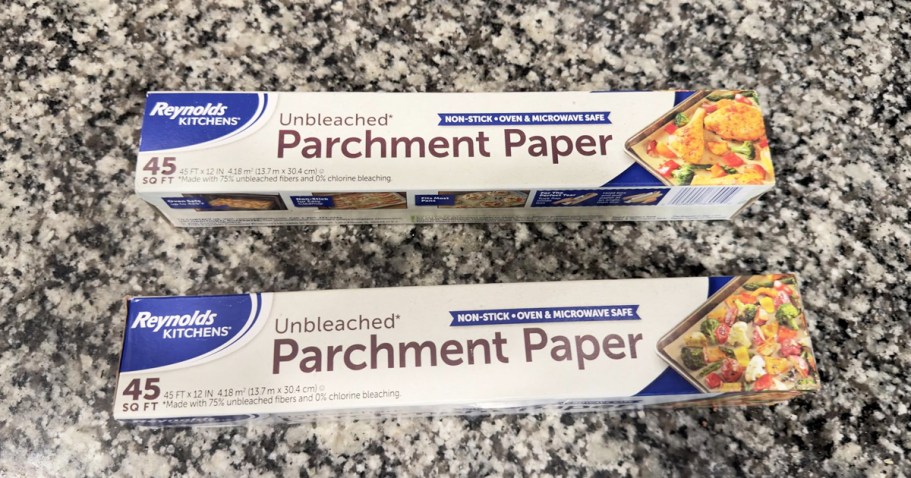 Reynolds
KITCHENS®
Unbleached*
NON-STICK • OVEN & MICROWAVE SAFE
Parchment Paper
45
SQ FT
45 FT x 12 IN 4.18 m² (13.7 m x 30.4 cm)
*Made with 75% unbleached fibers and 0% chlorine bleaching.
Non-Stick
Reynolds
KITCHENS®
Unbleached*
NON-STICK • OVEN & MICROWAVE SAFE
Parchment Paper
45
SQ FT
45 FT x 12 IN 4.18 m² (13.7 m x 30.4 cm)
*Made with 75% unbleached fibers and 0% chlorine bleaching.